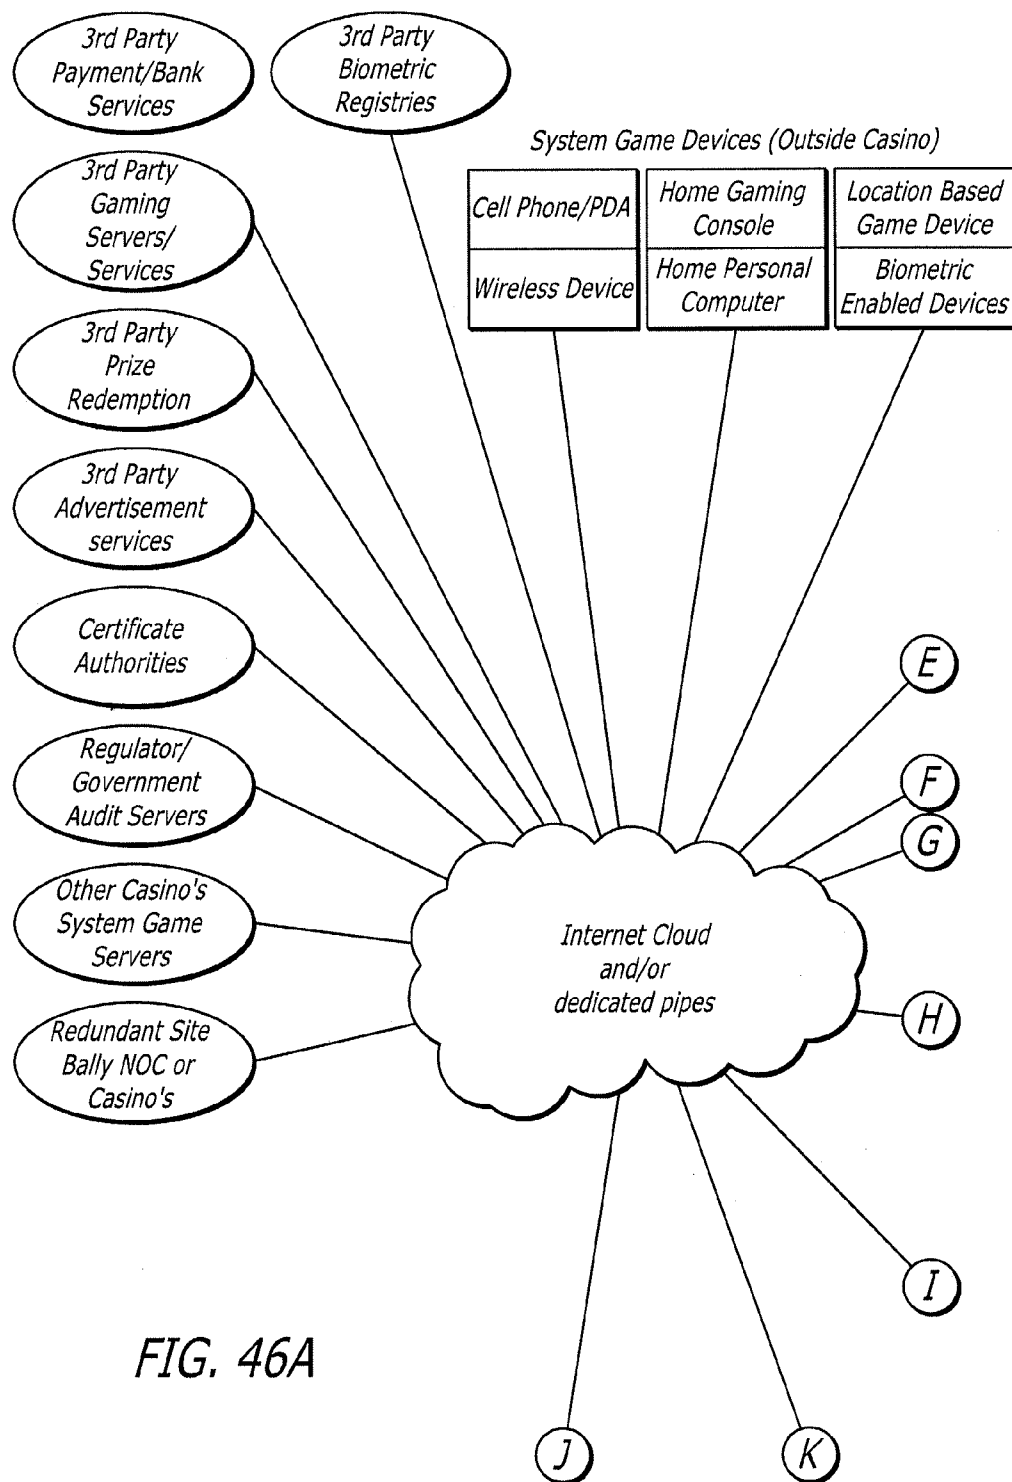 3rd Party
Payment/Bank
Services
3rd Party
Biometric
Registries
System Game Devices (Outside Casino)
Cell Phone/PDA
Wireless Device
Home Gaming
Console
Home Personal
Computer
Location Based
Game Device
Biometric
Enabled Devices
3rd Party
Gaming
Servers/
Services
3rd Party
Prize
Redemption
3rd Party
Advertisement
services
Certificate
Authorities
Regulator/
Government
Audit Servers
Other Casino's
System Game
Servers
Redundant Site
Bally NOC or
Casino's
Internet Cloud
and/or
dedicated pipes
E
F
G
H
I
J
K
FIG. 46A